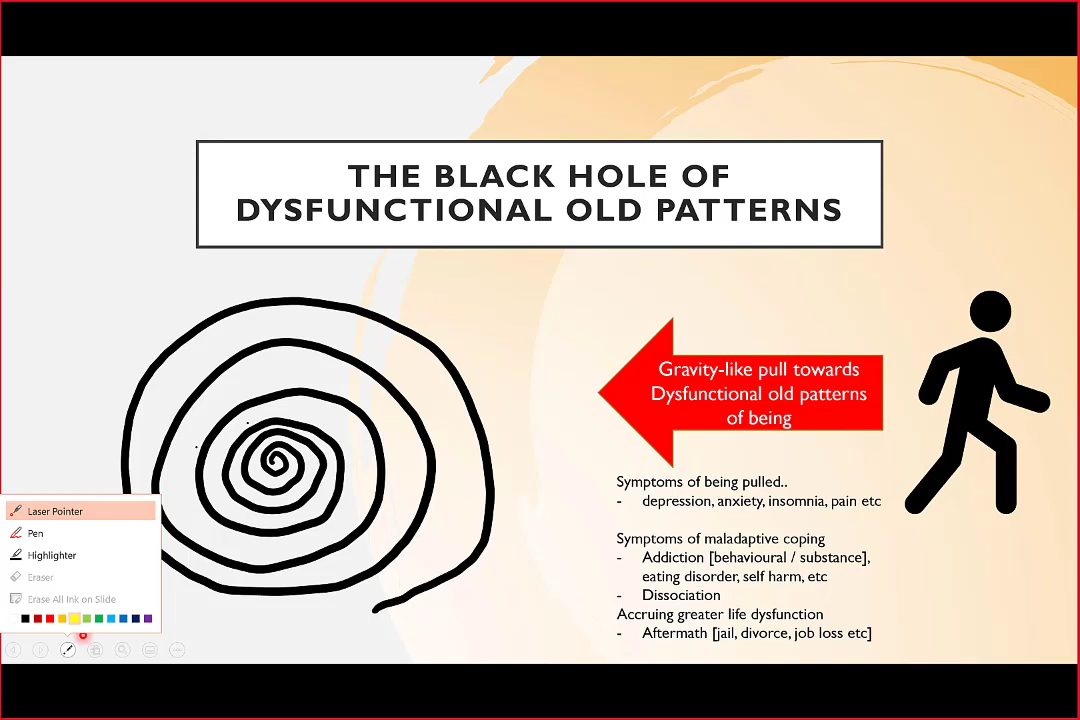 THE BLACK HOLE OF
DYSFUNCTIONAL OLD PATTERNS
Gravity-like pull towards
Dysfunctional old patterns
of being
Symptoms of being pulled..
- depression, anxiety, insomnia, pain etc
Symptoms of maladaptive coping
- Addiction [behavioural / substance],
eating disorder, self harm, etc
- Dissociation
Accruing greater life dysfunction
- Aftermath [jail, divorce, job loss etc]
Laser Pointer
Pen
Highlighter
Eraser
Erase All Ink on Slide